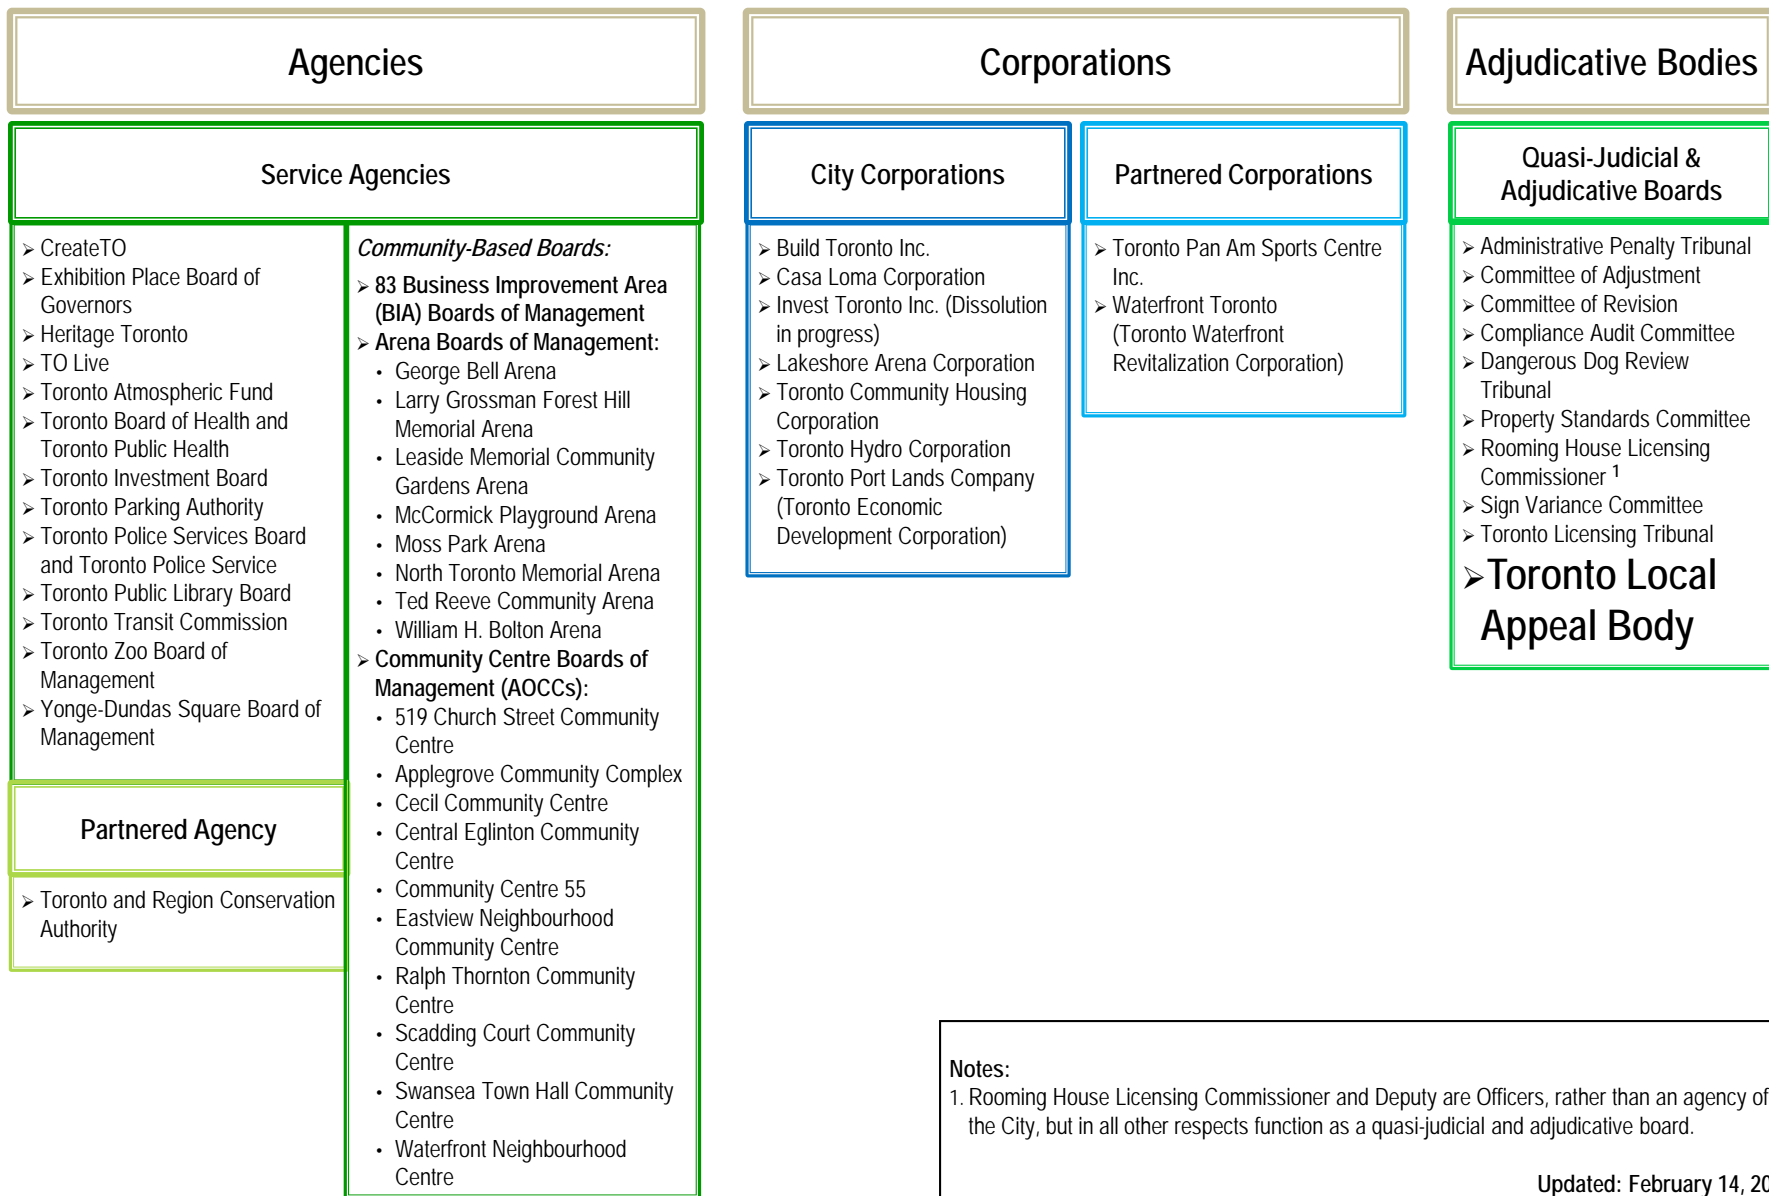 Agencies
Service Agencies
➢ CreateTO
➢ Exhibition Place Board of
Governors
➢ Heritage Toronto
➢ TO Live
➢ Toronto Atmospheric Fund
➢ Toronto Board of Health and
Toronto Public Health
➢ Toronto Investment Board
➢ Toronto Parking Authority
➢ Toronto Police Services Board
and Toronto Police Service
➢ Toronto Public Library Board
➢ Toronto Transit Commission
➢ Toronto Zoo Board of
Management
➢ Yonge-Dundas Square Board of
Management
Partnered Agency
➢ Toronto and Region Conservation
Authority
Community-Based Boards:
➢ 83 Business Improvement Area
(BIA) Boards of Management
➢ Arena Boards of Management:
• George Bell Arena
• Larry Grossman Forest Hill
Memorial Arena
• Leaside Memorial Community
Gardens Arena
• McCormick Playground Arena
• Moss Park Arena
• North Toronto Memorial Arena
• Ted Reeve Community Arena
• William H. Bolton Arena
➢ Community Centre Boards of
Management (AOCCs):
• 519 Church Street Community
Centre
• Applegrove Community Complex
• Cecil Community Centre
• Central Eglinton Community
Centre
• Community Centre 55
• Eastview Neighbourhood
Community Centre
• Ralph Thornton Community
Centre
• Scadding Court Community
Centre
• Swansea Town Hall Community
Centre
• Waterfront Neighbourhood
Centre
Corporations
City Corporations
➢ Build Toronto Inc.
➢ Casa Loma Corporation
➢ Invest Toronto Inc. (Dissolution
in progress)
➢ Lakeshore Arena Corporation
➢ Toronto Community Housing
Corporation
➢ Toronto Hydro Corporation
➢ Toronto Port Lands Company
(Toronto Economic
Development Corporation)
Partnered Corporations
➢ Toronto Pan Am Sports Centre
Inc.
➢ Waterfront Toronto
(Toronto Waterfront
Revitalization Corporation)
Adjudicative Bodies
Quasi-Judicial &
Adjudicative Boards
➢ Administrative Penalty Tribunal
➢ Committee of Adjustment
➢ Committee of Revision
➢ Compliance Audit Committee
➢ Dangerous Dog Review
Tribunal
➢ Property Standards Committee
➢ Rooming House Licensing
Commissioner 1
➢ Sign Variance Committee
➢ Toronto Licensing Tribunal
➢ Toronto Local
Appeal Body
Notes:
1. Rooming House Licensing Commissioner and Deputy are Officers, rather than an agency of
the City, but in all other respects function as a quasi-judicial and adjudicative board.
Updated: February 14, 20